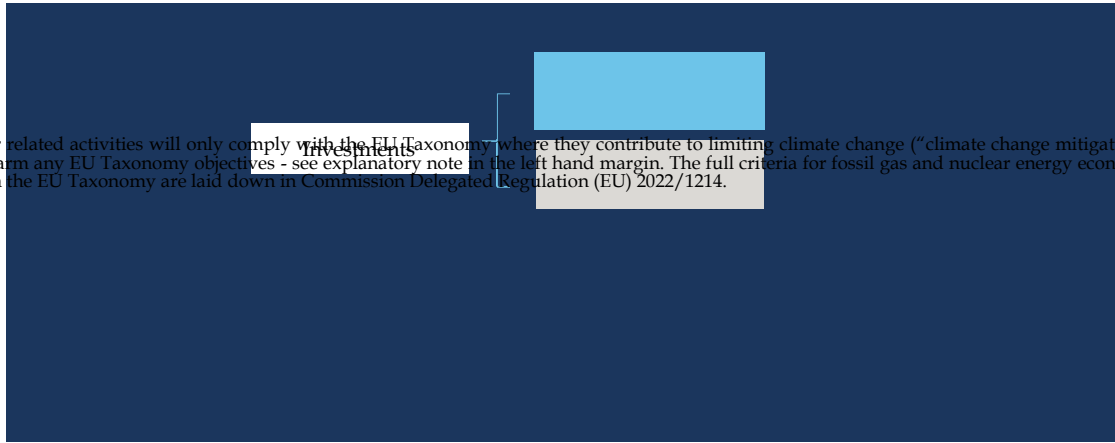 related activities will only comply with the EU Taxonomy where they contribute to limiting climate change (“climate change mitigat
Investments
arm any EU Taxonomy objectives - see explanatory note in the left hand margin. The full criteria for fossil gas and nuclear energy econ
the EU Taxonomy are laid down in Commission Delegated Regulation (EU) 2022/1214.